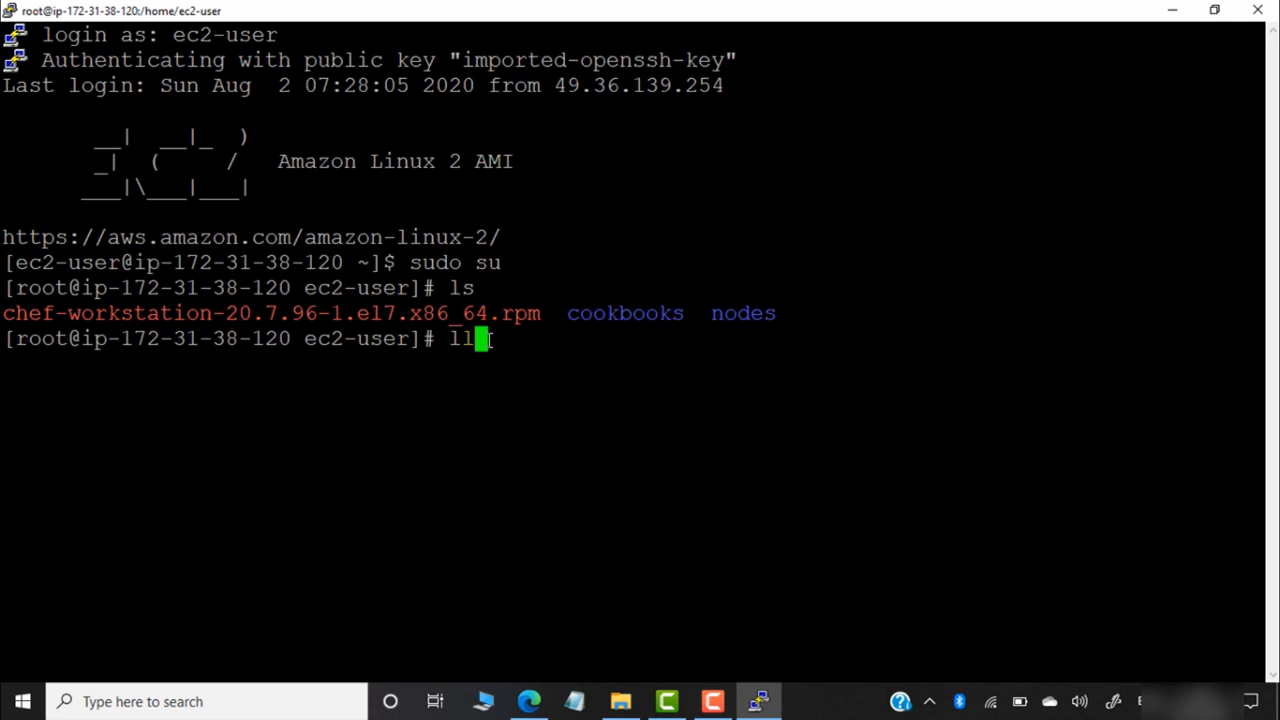 root@ip-172-31-38-120:/home/ec2-user
login as: ec2-user
Authenticating with public key "imported-openssh-key"
Last login: Sun Aug  2 07:28:05 2020 from 49.36.139.254
__|  __|_  )
_|  (     /   Amazon Linux 2 AMI
___|\___|___|
https://aws.amazon.com/amazon-linux-2/
[ec2-user@ip-172-31-38-120 ~]$ sudo su
[root@ip-172-31-38-120 ec2-user]# ls
chef-workstation-20.7.96-1.el7.x86_64.rpm  cookbooks  nodes
[root@ip-172-31-38-120 ec2-user]# ll
Type here to search